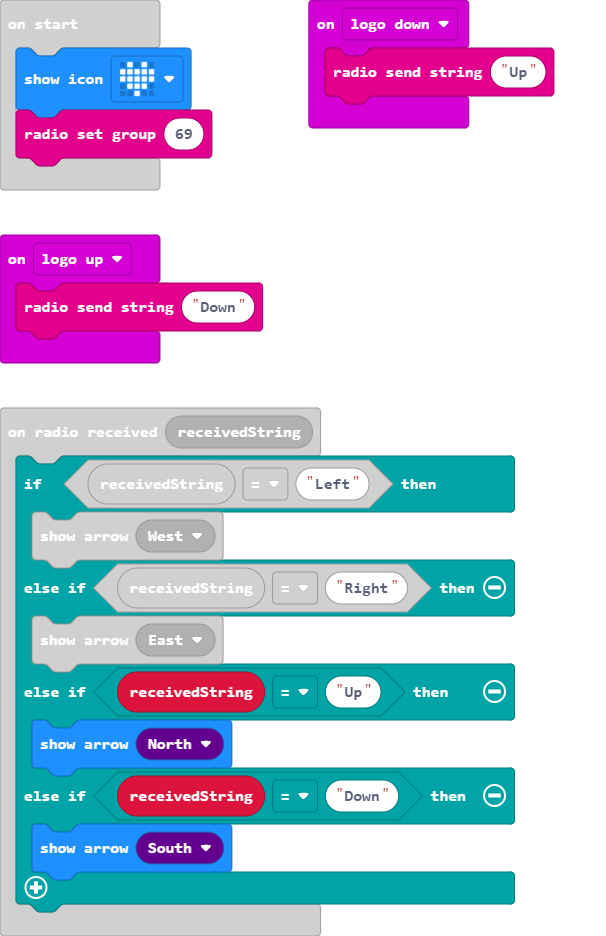 on start
show icon
radio set group 69
on logo down
radio send string "Up"
on logo up
radio send string "Down"
on radio received receivedString
if receivedString = "Left" then
show arrow West
else if receivedString = "Right" then
show arrow East
else if receivedString = "Up" then
show arrow North
else if receivedString = "Down" then
show arrow South